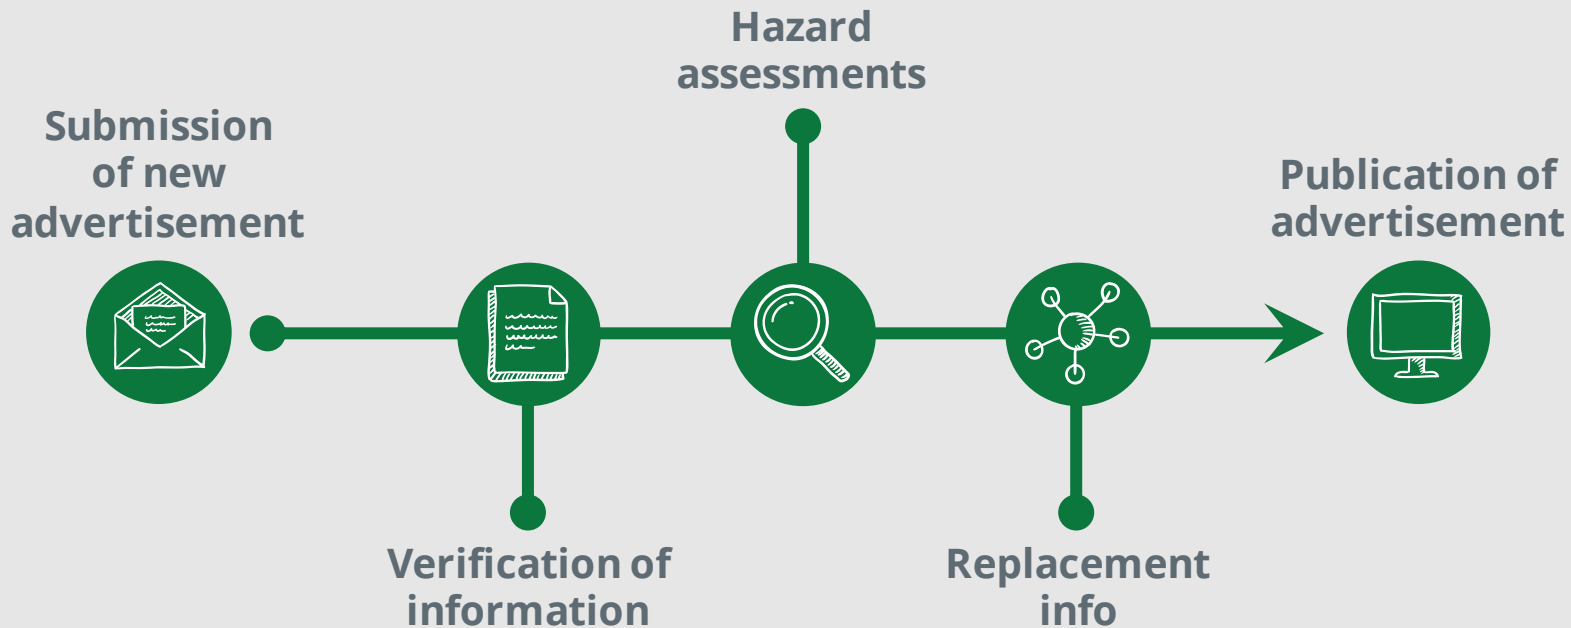 Submission
of new
advertisement
Verification of
information
Hazard
assessments
Replacement
info
Publication of
advertisement